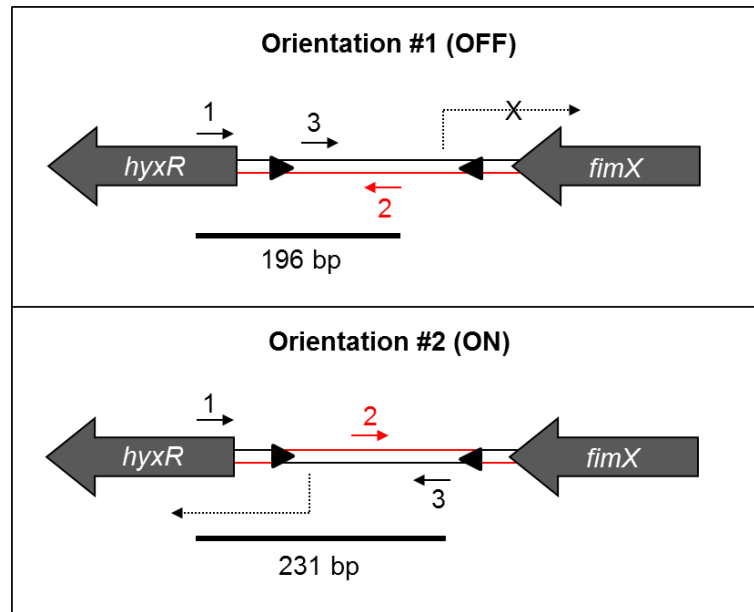 Orientation #1 (OFF)
1
3
X
hyxR
fimX
2
196 bp
Orientation #2 (ON)
1
2
hyxR
fimX
3
231 bp